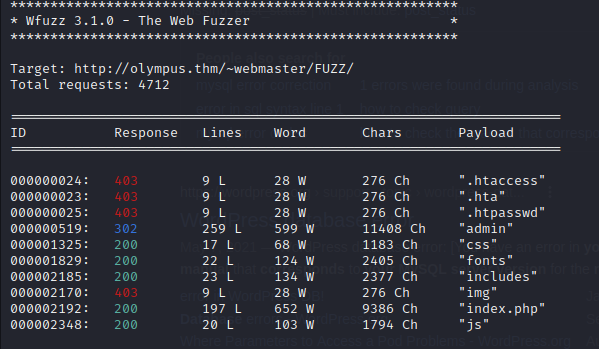 ********************************************************
* Wfuzz 3.1.0 - The Web Fuzzer                         *
********************************************************
Target: http://olympus.thm/~webmaster/FUZZ/
Total requests: 4712
=====================================================================
ID           Response   Lines    Word       Chars       Payload
=====================================================================
000000024:   403        9 L      28 W       276 Ch      ".htaccess"
000000023:   403        9 L      28 W       276 Ch      ".hta"
000000025:   403        9 L      28 W       276 Ch      ".htpasswd"
000000519:   302        259 L    599 W      11408 Ch    "admin"
000001325:   200        17 L     68 W       1183 Ch     "css"
000001829:   200        22 L     124 W      2405 Ch     "fonts"
000002185:   200        23 L     134 W      2377 Ch     "includes"
000002170:   403        9 L      28 W       276 Ch      "img"
000002192:   200        197 L    652 W      9386 Ch     "index.php"
000002348:   200        20 L     103 W      1794 Ch     "js"